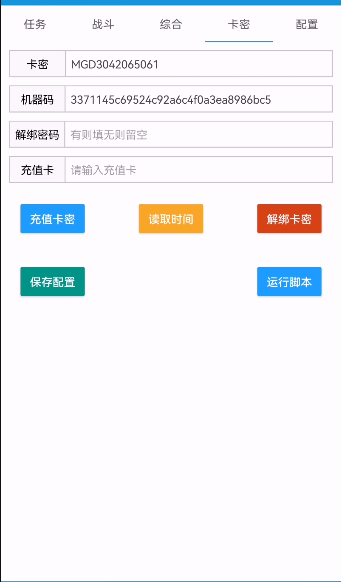 任务 战斗 综合 卡密 配置
卡密 MGD3042065061
机器码 3371145c69524c92a6c4f0a3ea8986bc5
解绑密码 有则填无则留空
充值卡 请输入充值卡
充值卡密 读取时间 解绑卡密
保存配置 运行脚本